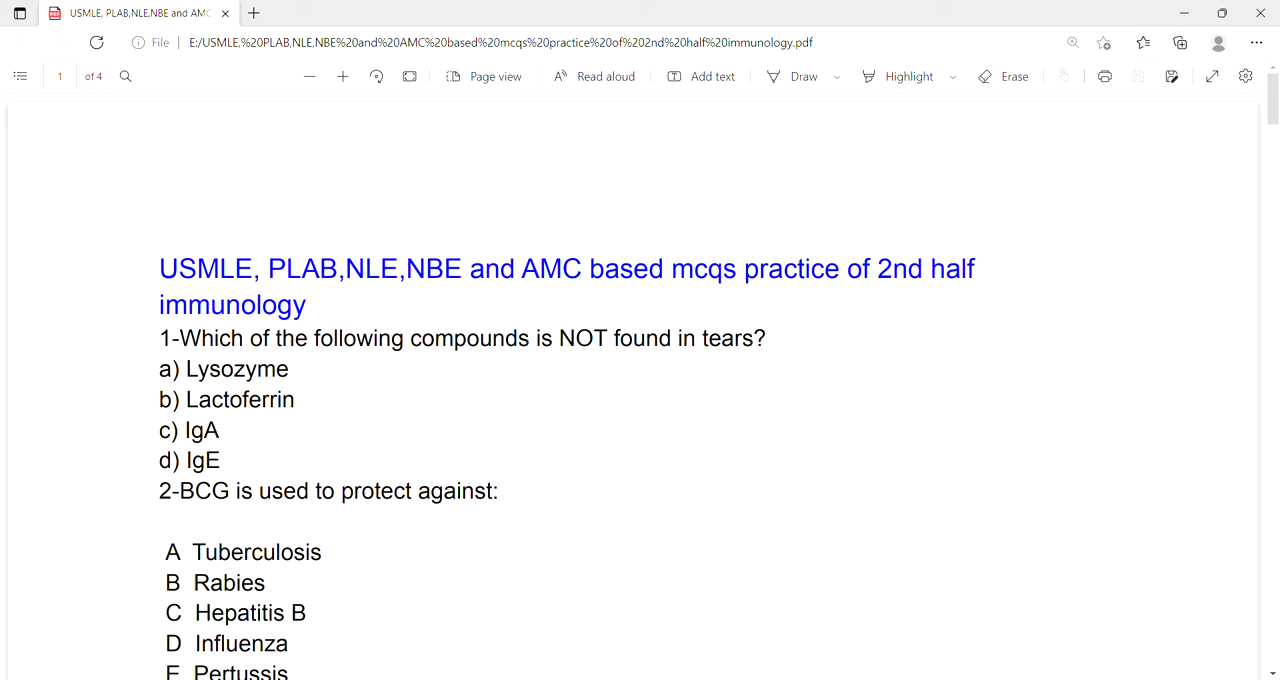 USMLE, PLAB,NLE,NBE and AMC
File
E:/USMLE,%20PLAB,NLE,NBE%20and%20AMC%20based%20mcqs%20practice%20of%202nd%20half%20immunology.pdf
1 of 4
Page view
Read aloud
Add text
Draw
Highlight
Erase
USMLE, PLAB,NLE,NBE and AMC based mcqs practice of 2nd half
immunology
1-Which of the following compounds is NOT found in tears?
a) Lysozyme
b) Lactoferrin
c) IgA
d) IgE
2-BCG is used to protect against:
A Tuberculosis
B Rabies
C Hepatitis B
D Influenza
E Pertussis